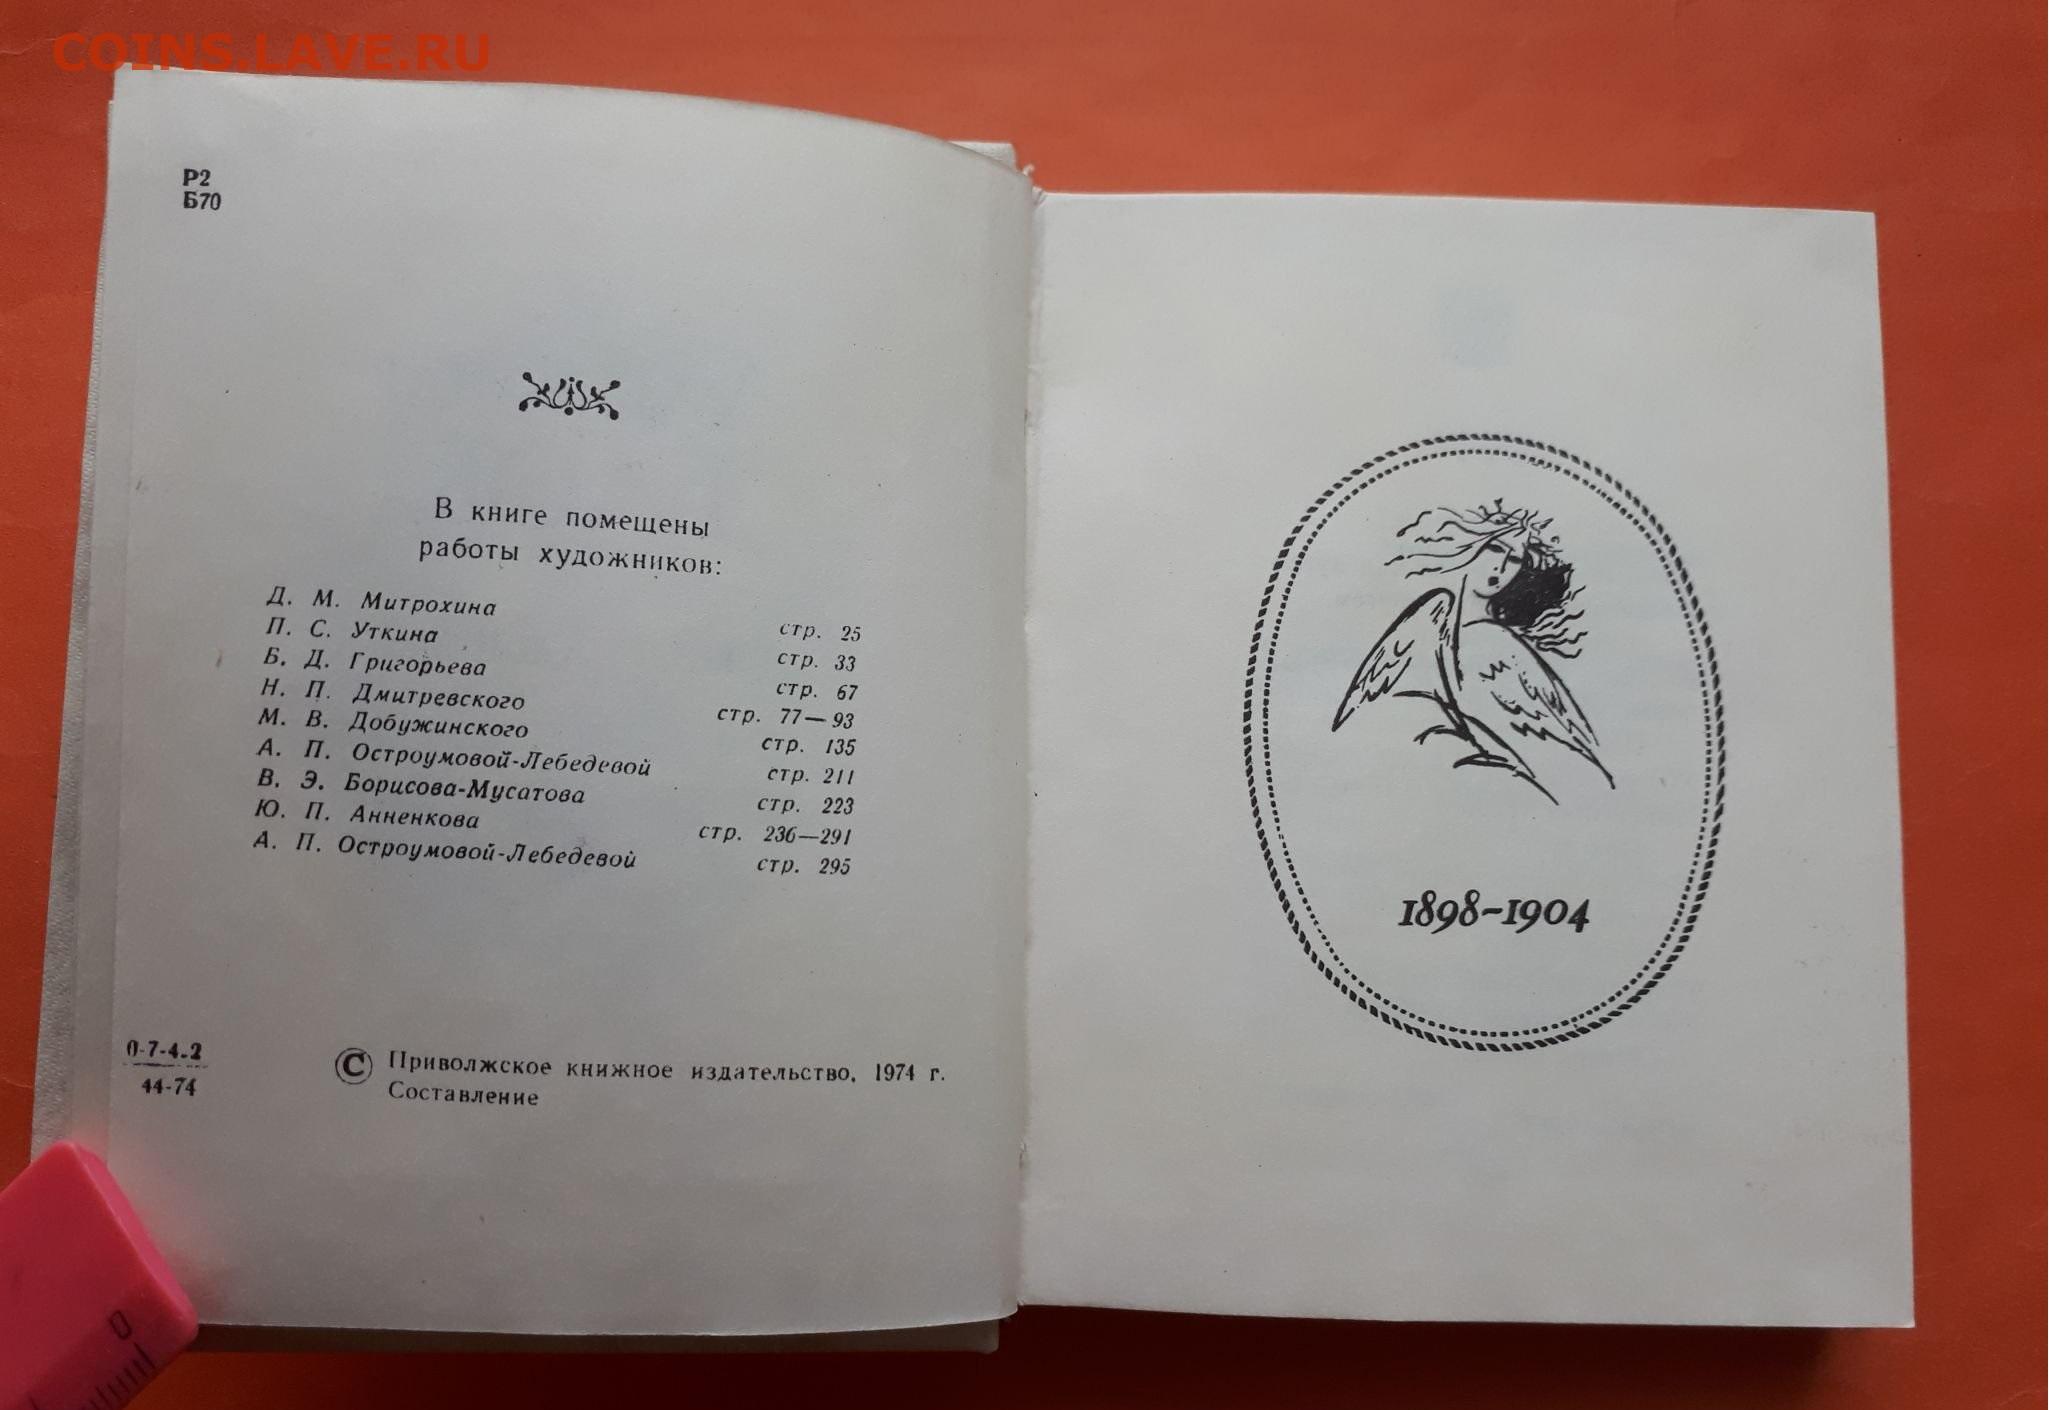 COINS.LAVE.RU
Р2
Б70
В книге помещены
работы художников:
Д. М. Митрохина стр. 25
П. С. Уткина стр. 33
Б. Д. Григорьева стр. 67
Н. П. Дмитревского стр. 77—93
М. В. Добужинского стр. 135
А. П. Остроумовой-Лебедевой стр. 211
В. Э. Борисова-Мусатова стр. 223
Ю. П. Анненкова стр. 236—291
А. П. Остроумовой-Лебедевой стр. 295
0-7-4-2
44-74
© Приволжское книжное издательство, 1974 г.
Составление
1898-1904
0